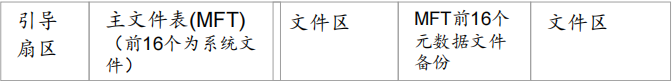 引导
扇区
主文件表(MFT)
（前16个为系统文
件）
文件区
MFT前16个
元数据文件
备份
文件区